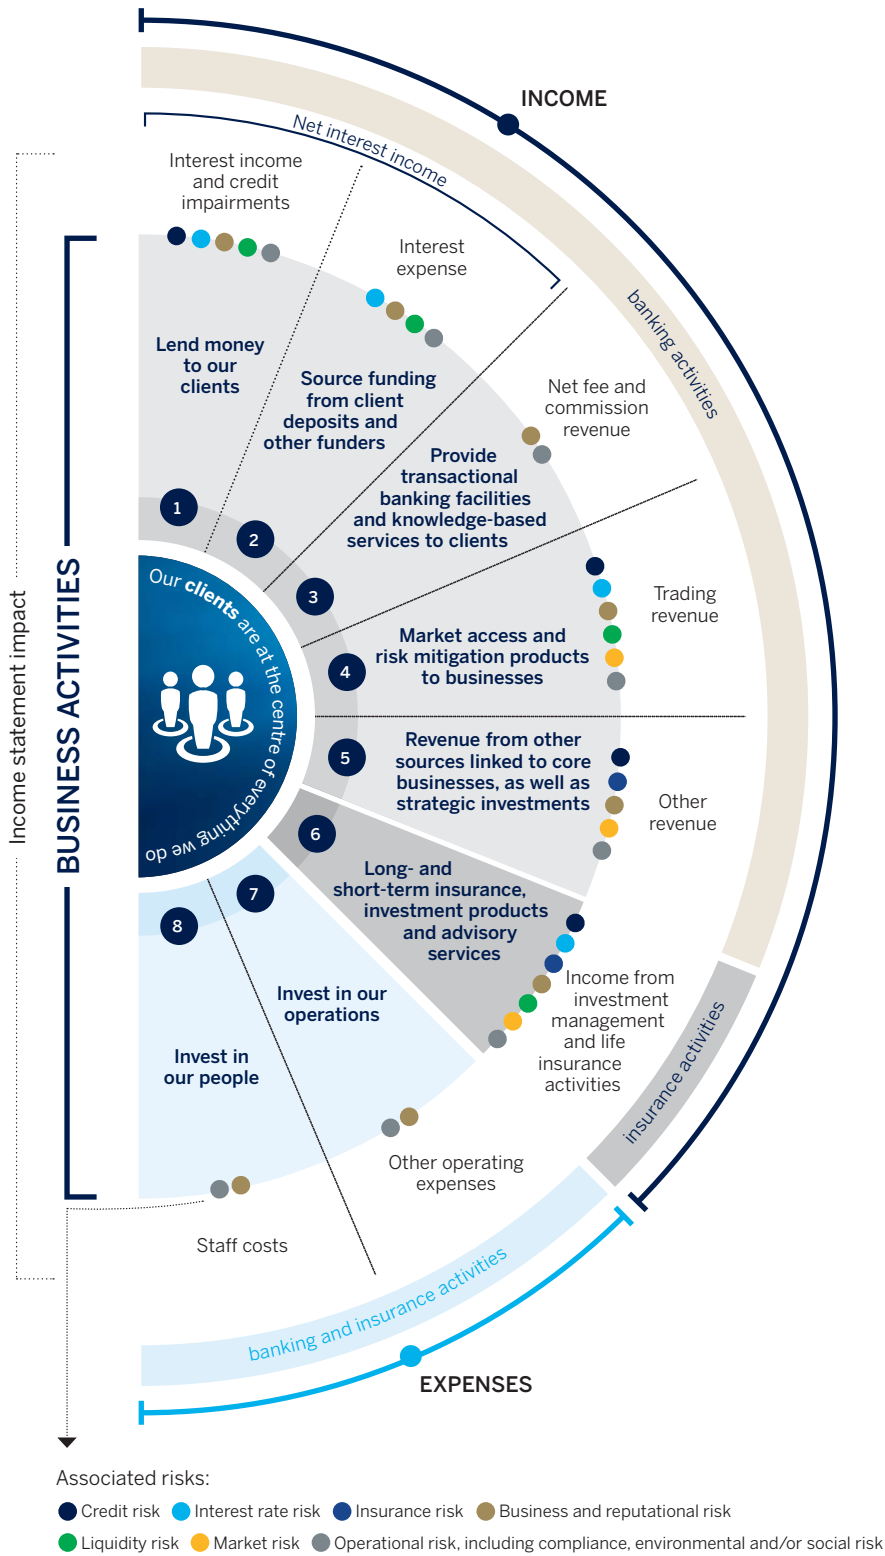 INCOME
Net interest income
Interest income
and credit
impairments
Interest
expense
banking activities
Lend money
to our
clients
Source funding
from client
deposits and
other funders
Net fee and
commission
revenue
Provide
transactional
banking facilities
and knowledge-based
services to clients
1
2
3
4
5
6
7
8
Our clients are at the centre of everything we do
Income statement impact
BUSINESS ACTIVITIES
Trading
revenue
Market access and
risk mitigation products
to businesses
Revenue from other
sources linked to core
businesses, as well as
strategic investments
Other
revenue
Long- and
short-term insurance,
investment products
and advisory
services
Income from
investment
management
and life
insurance
activities
insurance activities
Invest in our
operations
Invest in
our people
Other operating
expenses
Staff costs
banking and insurance activities
EXPENSES
Associated risks:
Credit risk
Interest rate risk
Insurance risk
Business and reputational risk
Liquidity risk
Market risk
Operational risk, including compliance, environmental and/or social risk